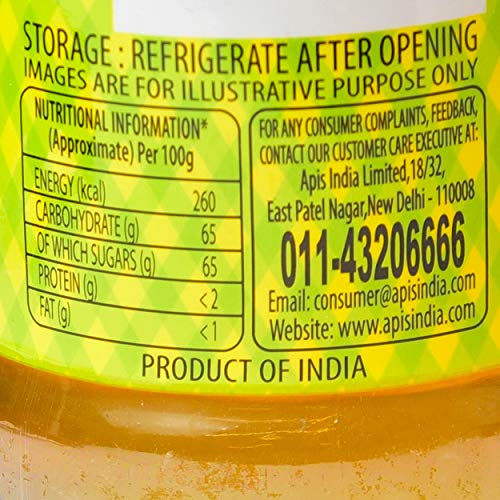 STORAGE : REFRIGERATE AFTER OPENING
IMAGES ARE FOR ILLUSTRATIVE PURPOSE ONLY
NUTRITIONAL INFORMATION*
(Approximate) Per 100g
ENERGY (kcal) 260
CARBOHYDRATE (g) 65
OF WHICH SUGARS (g) 65
PROTEIN (g) <2
FAT (g) <1
FOR ANY CONSUMER COMPLAINTS, FEEDBACK,
CONTACT OUR CUSTOMER CARE EXECUTIVE AT:
Apis India Limited,18/32,
East Patel Nagar,New Delhi - 110008
011-43206666
Email: consumer@apisindia.com
Website: www.apisindia.com
PRODUCT OF INDIA